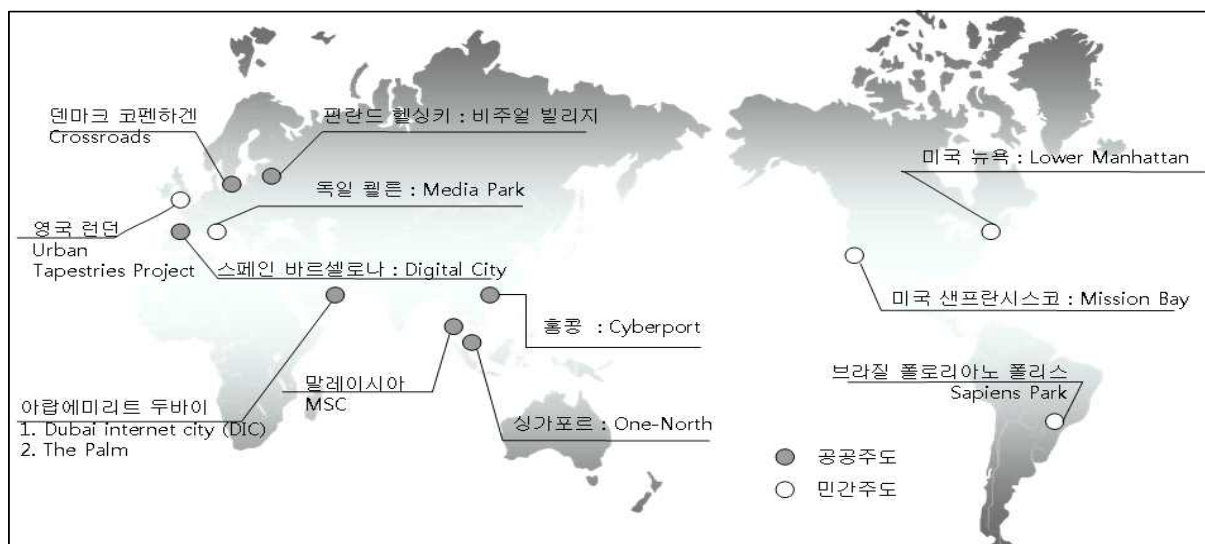 덴마크 코펜하겐
Crossroads
핀란드 헬싱키 : 비주얼 빌리지
미국 뉴욕 : Lower Manhattan
독일 퀼른 : Media Park
영국 런던
Urban
Tapestries Project
스페인 바르셀로나 : Digital City
미국 샌프란시스코 : Mission Bay
홍콩 : Cyberport
브라질 폴로리아노 폴리스
Sapiens Park
말레이시아
MSC
아랍에미리트 두바이
1. Dubai internet city (DIC)
2. The Palm
싱가포르 : One-North
공공주도
민간주도